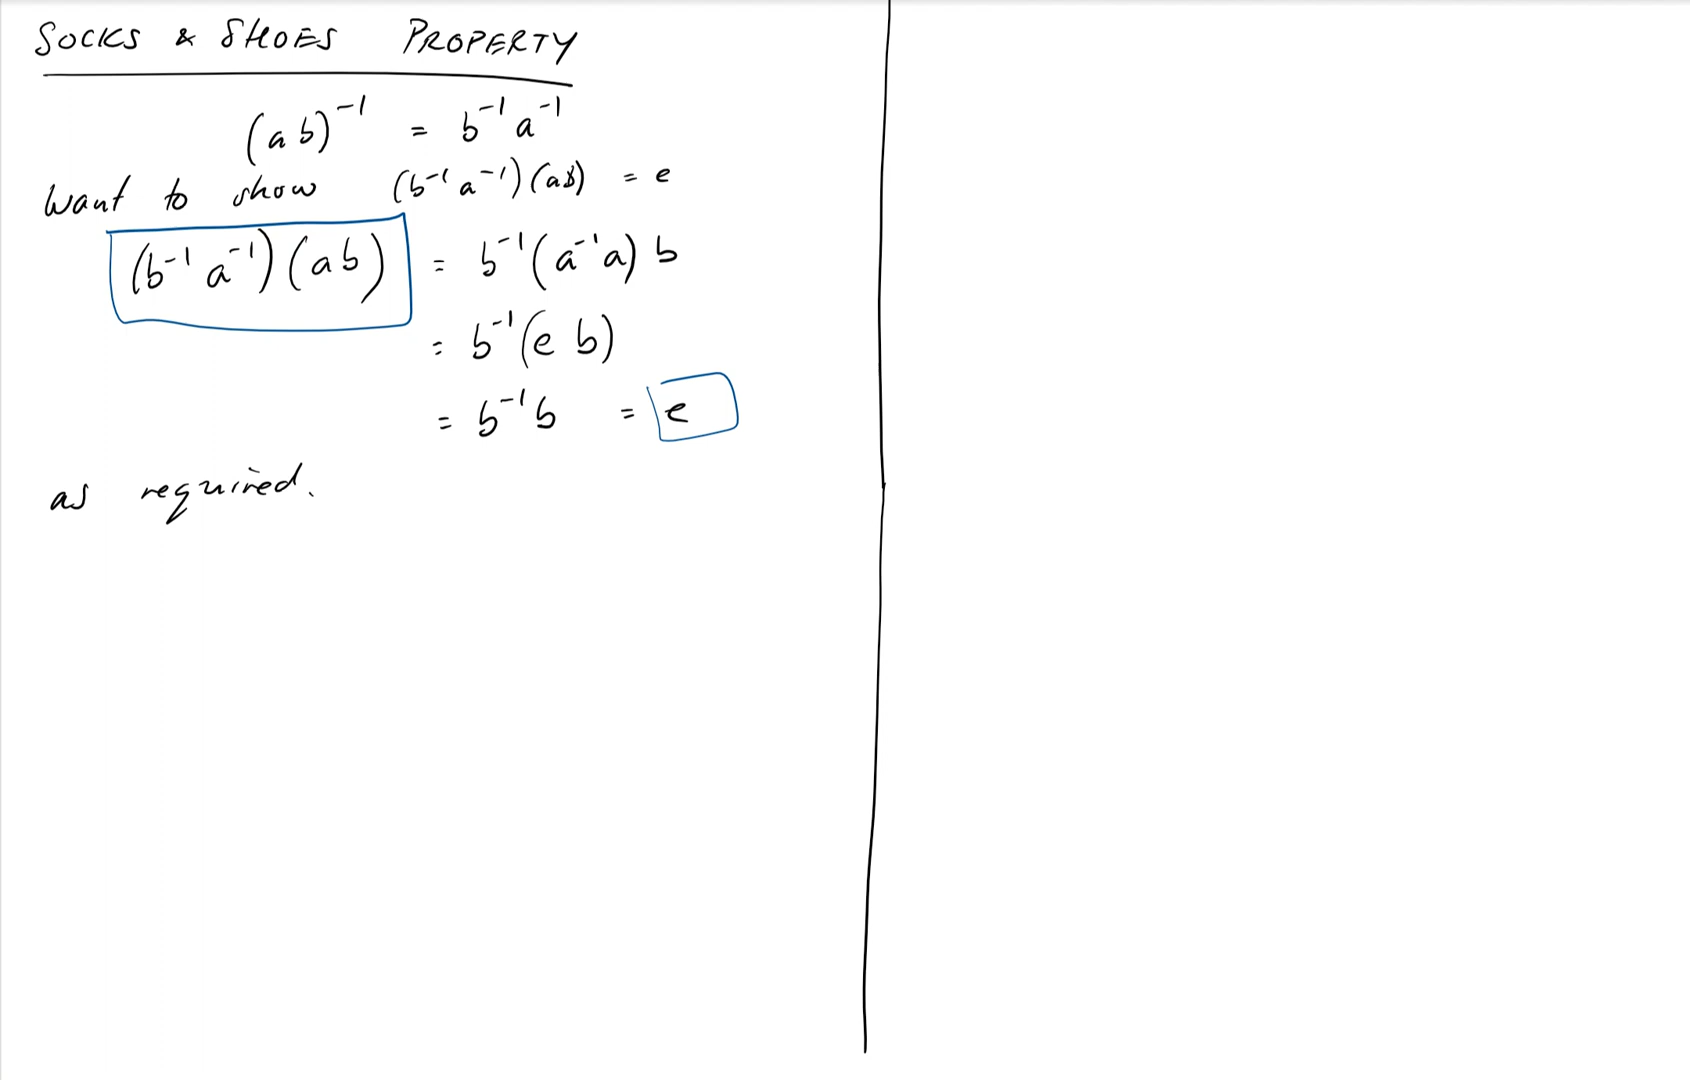 SOCKS & SHOES PROPERTY
(ab)⁻¹ = b⁻¹a⁻¹
Want to show (b⁻¹a⁻¹)(ab) = e
(b⁻¹a⁻¹)(ab) = b⁻¹(a⁻¹a)b
= b⁻¹(e b)
= b⁻¹b = e
as required.